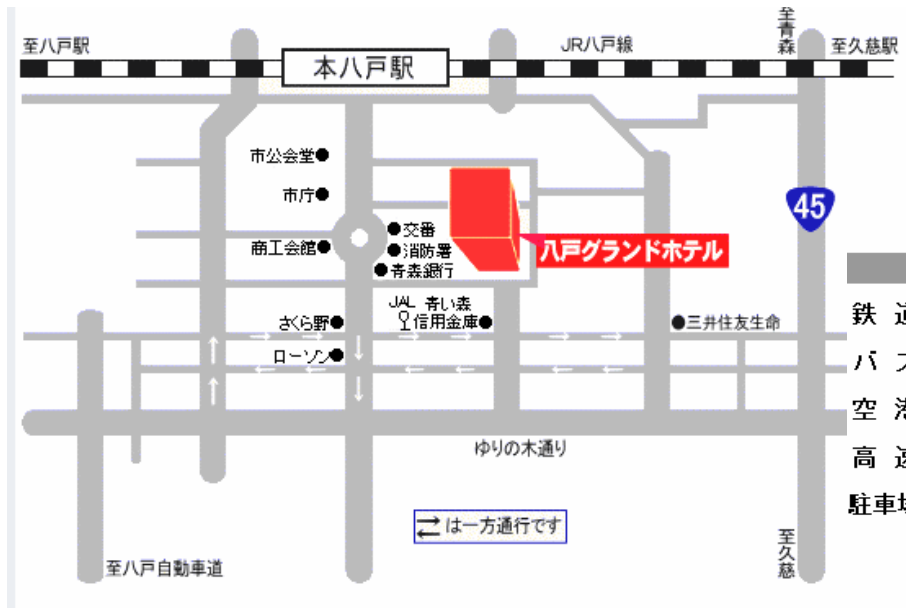 至八戸駅
本八戸駅
JR八戸線
至青森
至久慈駅
市公会堂
市庁
商工会館
交番
消防署
青森銀行
八戸グランドホテル
45
さくら野
JAL 青い森
信用金庫
三井住友生命
ローソン
ゆりの木通り
は一方通行です
至八戸自動車道
至久慈
鉄 道
バ ス
空 港
高 速
駐車場